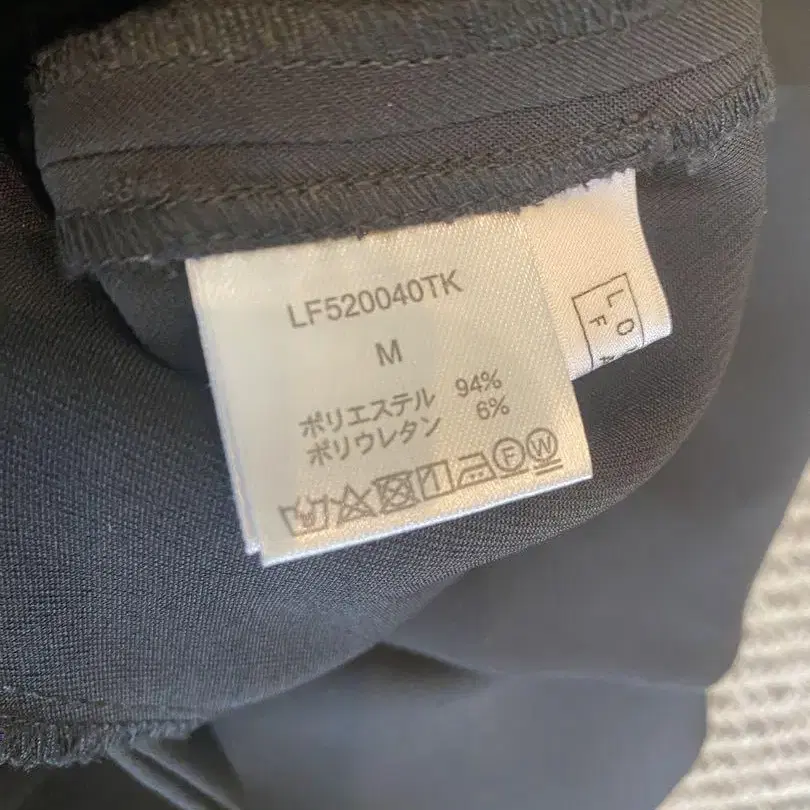 LF520040TK
M
ポリエステル 94%
ポリウレタン 6%
F W
L O
F